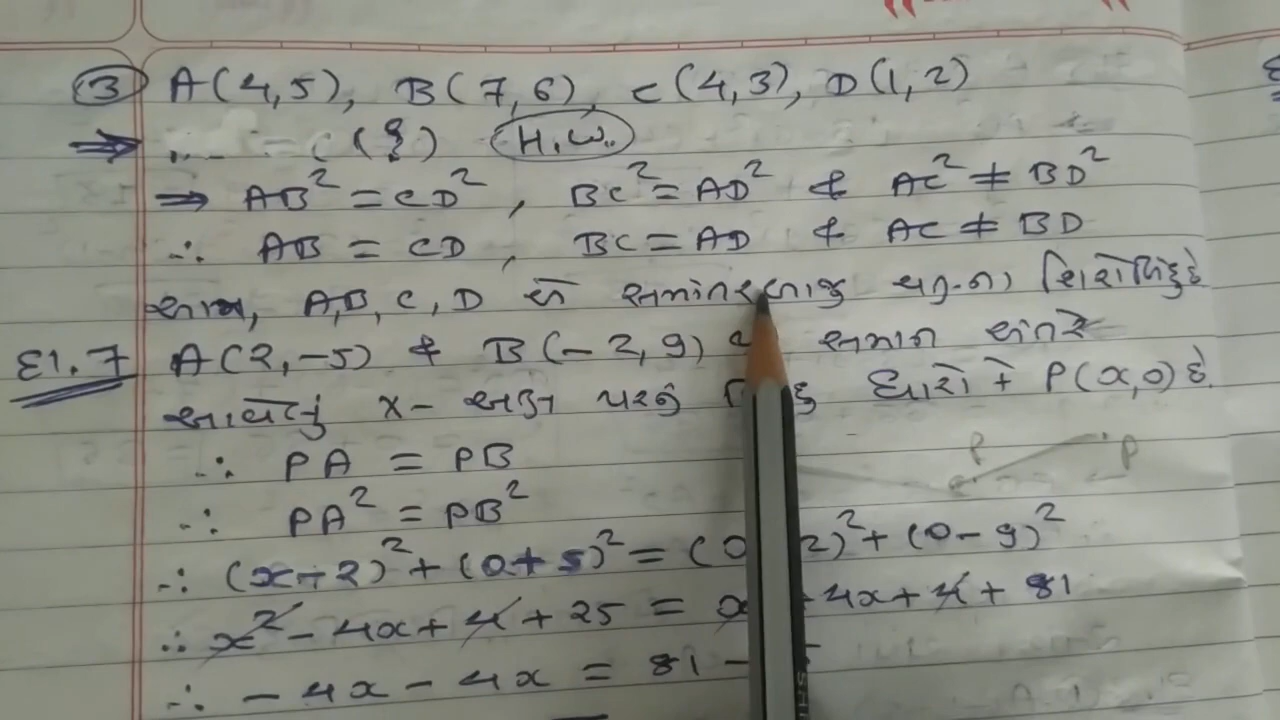 ③ A(4,5), B(7,6), C(4,3), D(1,2)
⇒ (H.W.)
⇒ AB² = CD², BC² = AD² & AC² ≠ BD²
∴ AB = CD, BC = AD & AC ≠ BD
આમ, A,B,C,D એ સમાંતરબાજુ ચતુ.ના શિરોબિંદુ છે
દા.7 A(2,-5) & B(-2,9) સમાન અંતરે
આવેલું x-અક્ષ પરનું ધારો કે P(x,0) છે.
∴ PA = PB
P P
∴ PA² = PB²
∴ (x-2)² + (0+5)² = ( 2)² + (0-9)²
∴ x² - 4x + 4 + 25 = x + 4x + 4 + 81
∴ -4x - 4x = 81 -